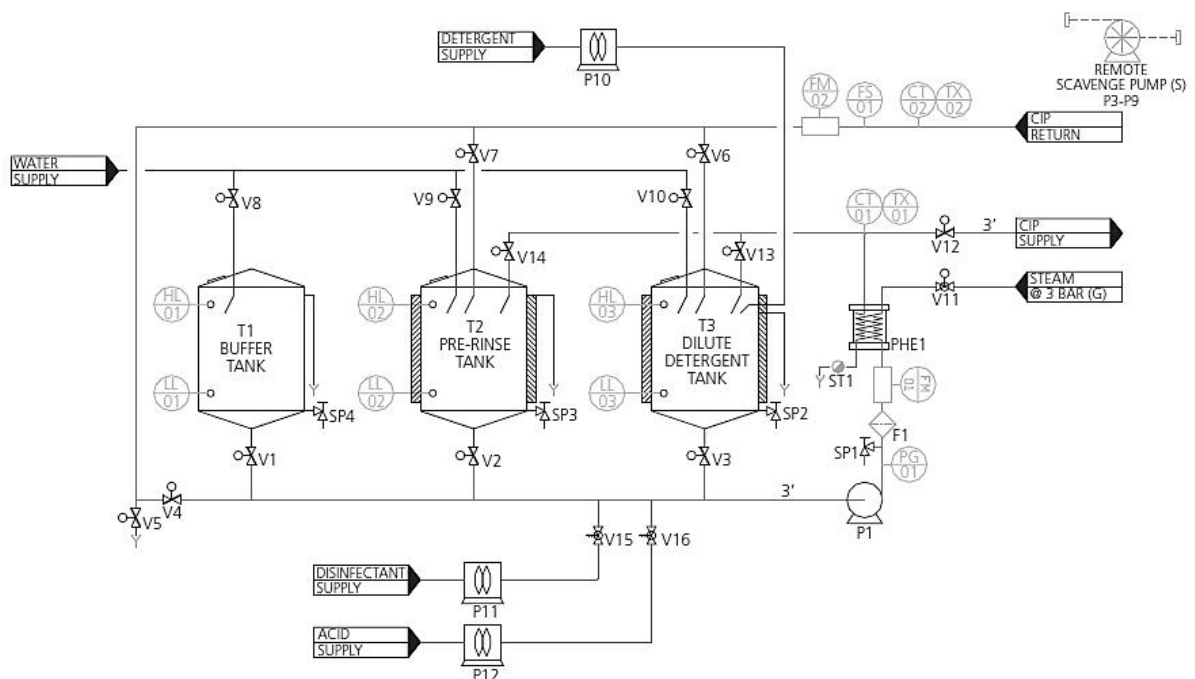 DETERGENT
SUPPLY
P10
REMOTE
SCAVENGE PUMP (S)
P3-P9
FM
02
FS
01
CT
02
TX
02
CIP
RETURN
WATER
SUPPLY
V7
V6
V8
V9
V10
CT
01
TX
01
V12
3'
CIP
SUPPLY
V14
V13
V11
STEAM
@ 3 BAR (G)
HL
01
T1
BUFFER
TANK
LL
01
SP4
HL
02
T2
PRE-RINSE
TANK
LL
02
SP3
HL
03
T3
DILUTE
DETERGENT
TANK
LL
03
SP2
PHE1
ST1
FM
01
F1
SP1
PG
01
V1
V2
V3
V4
V5
3'
P1
V15
V16
DISINFECTANT
SUPPLY
P11
ACID
SUPPLY
P12